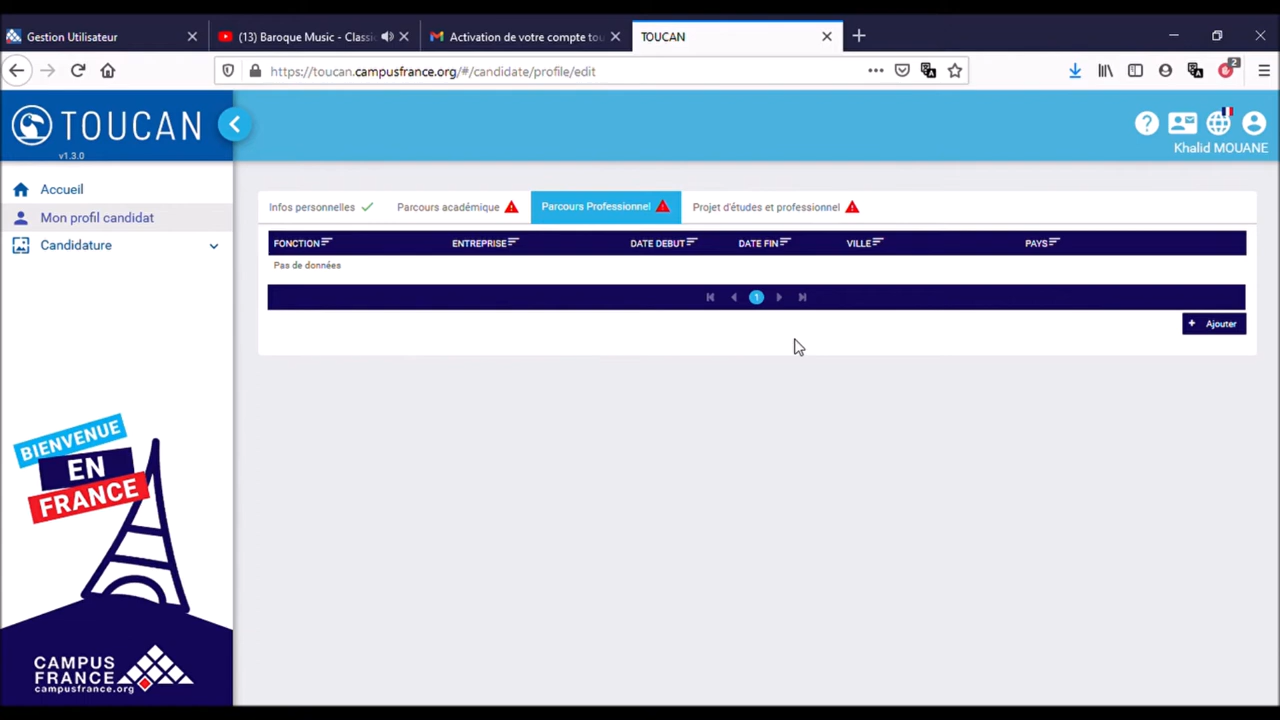 Gestion Utilisateur
(13) Baroque Music - Classi
Activation de votre compte tou
TOUCAN
https://toucan.campusfrance.org/#/candidate/profile/edit
2
TOUCAN
v1.3.0
Khalid MOUANE
Accueil
Mon profil candidat
Candidature
Infos personnelles
Parcours académique
Parcours Professionnel
Projet d'études et professionnel
FONCTION
ENTREPRISE
DATE DEBUT
DATE FIN
VILLE
PAYS
Pas de données
1
+ Ajouter
BIENVENUE
EN
FRANCE
CAMPUS
FRANCE
campusfrance.org